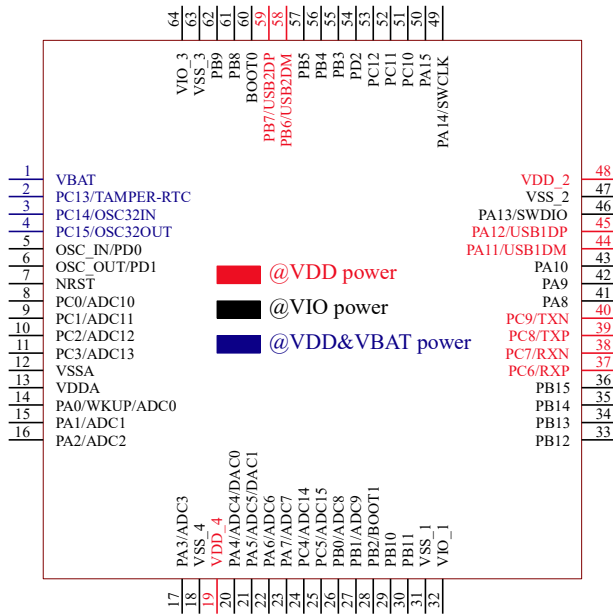 64 63 62 61 60 59 58 57 56 55 54 53 52 51 50 49
VIO_3
VSS_3
PB9
PB8
BOOT0
PB7/USB2DP
PB6/USB2DM
PB5
PB4
PB3
PD2
PC12
PC11
PC10
PA15
PA14/SWCLK
1 VBAT
2 PC13/TAMPER-RTC
3 PC14/OSC32IN
4 PC15/OSC32OUT
5 OSC_IN/PD0
6 OSC_OUT/PD1
7 NRST
8 PC0/ADC10
9 PC1/ADC11
10 PC2/ADC12
11 PC3/ADC13
12 VSSA
13 VDDA
14 PA0/WKUP/ADC0
15 PA1/ADC1
16 PA2/ADC2
@VDD power
@VIO power
@VDD&VBAT power
VDD_2 48
VSS_2 47
PA13/SWDIO 46
PA12/USB1DP 45
PA11/USB1DM 44
PA10 43
PA9 42
PA8 41
PC9/TXN 40
PC8/TXP 39
PC7/RXN 38
PC6/RXP 37
PB15 36
PB14 35
PB13 34
PB12 33
PA3/ADC3
VSS_4
VDD_4
PA4/ADC4/DAC0
PA5/ADC5/DAC1
PA6/ADC6
PA7/ADC7
PC4/ADC14
PC5/ADC15
PB0/ADC8
PB1/ADC9
PB2/BOOT1
PB10
PB11
VSS_1
VIO_1
17 18 19 20 21 22 23 24 25 26 27 28 29 30 31 32